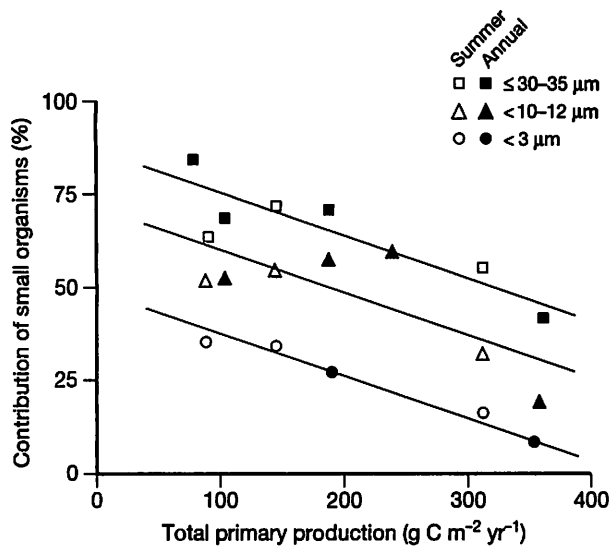 Summer
Annual
≤ 30–35 μm
< 10–12 μm
< 3 μm
100
75
50
25
0
0
100
200
300
400
Contribution of small organisms (%)
Total primary production (g C m⁻² yr⁻¹)